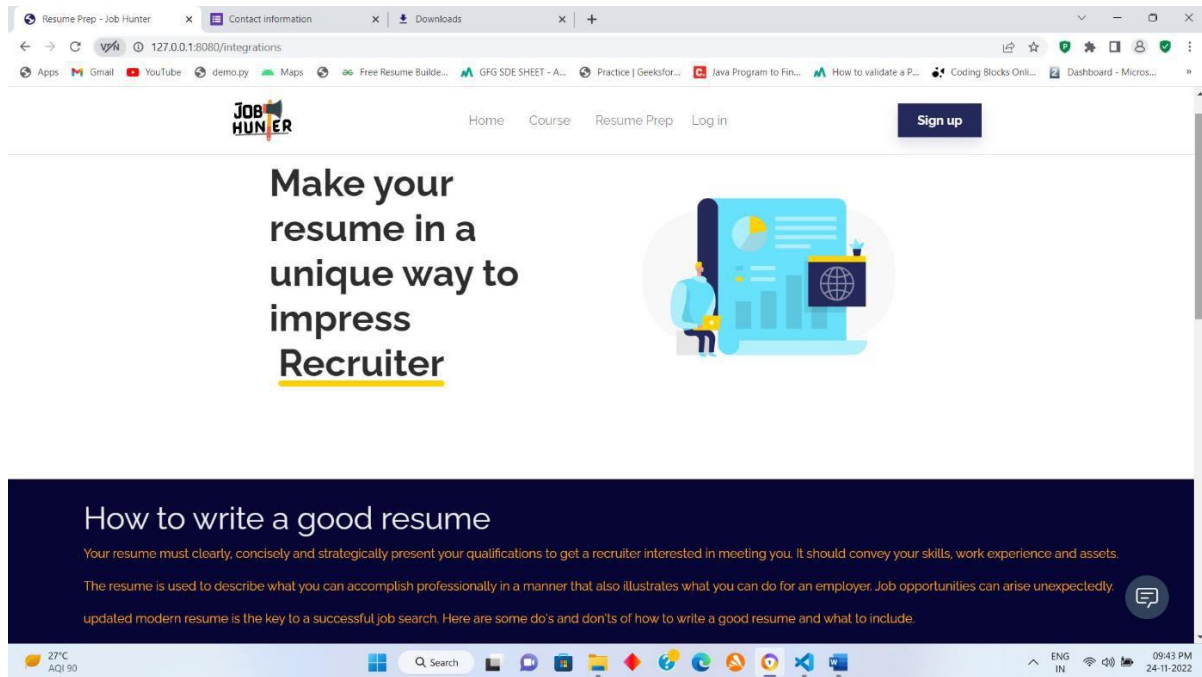 Resume Prep - Job Hunter Contact information Downloads
VPN 127.0.0.1:8080/integrations
Apps Gmail YouTube demo.py Maps Free Resume Builde... GFG SDE SHEET - A... Practice | Geeksfor... Java Program to Fin... How to validate a P... Coding Blocks Onli... Dashboard - Micros... »
JOB HUNTER
Home Course Resume Prep Log in Sign up
Make your
resume in a
unique way to
impress
Recruiter
How to write a good resume
Your resume must clearly, concisely and strategically present your qualifications to get a recruiter interested in meeting you. It should convey your skills, work experience and assets.
The resume is used to describe what you can accomplish professionally in a manner that also illustrates what you can do for an employer. Job opportunities can arise unexpectedly.
updated modern resume is the key to a successful job search. Here are some do's and don'ts of how to write a good resume and what to include.
27°C
AQI 90
Search
ENG
IN
09:43 PM
24-11-2022